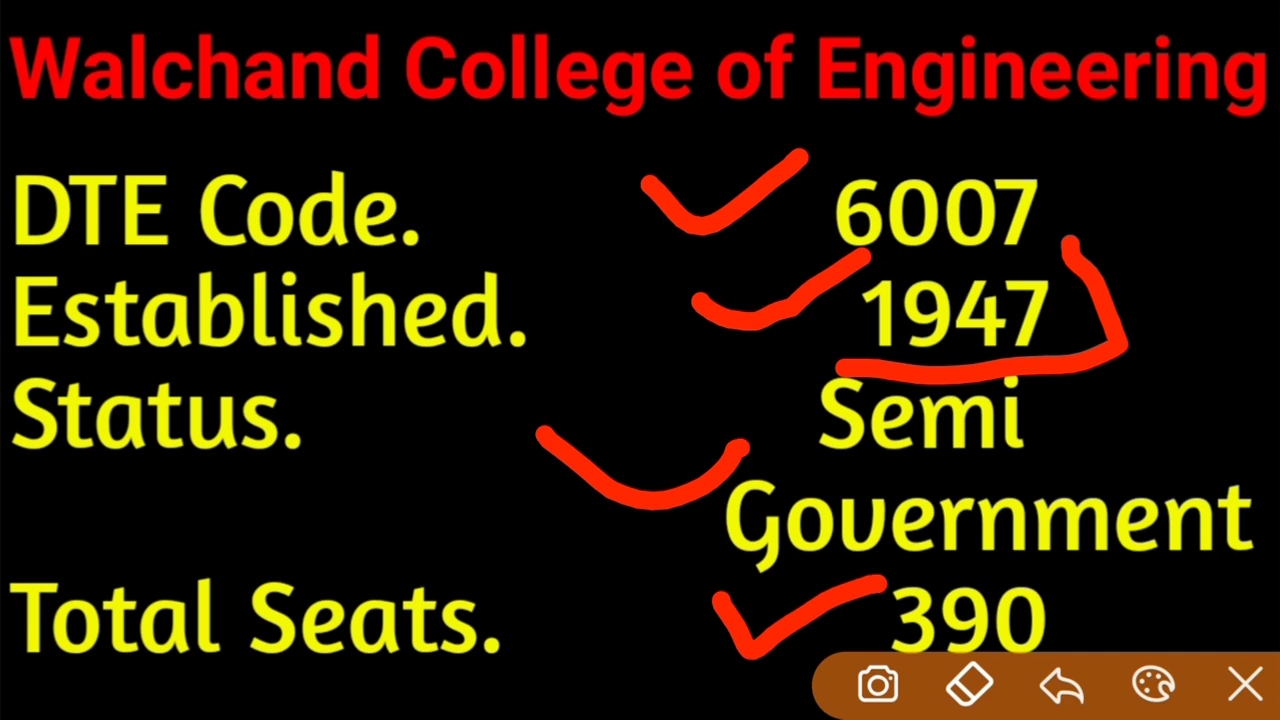 Walchand College of Engineering
DTE Code. 6007
Established. 1947
Status. Semi
Government
Total Seats. 390